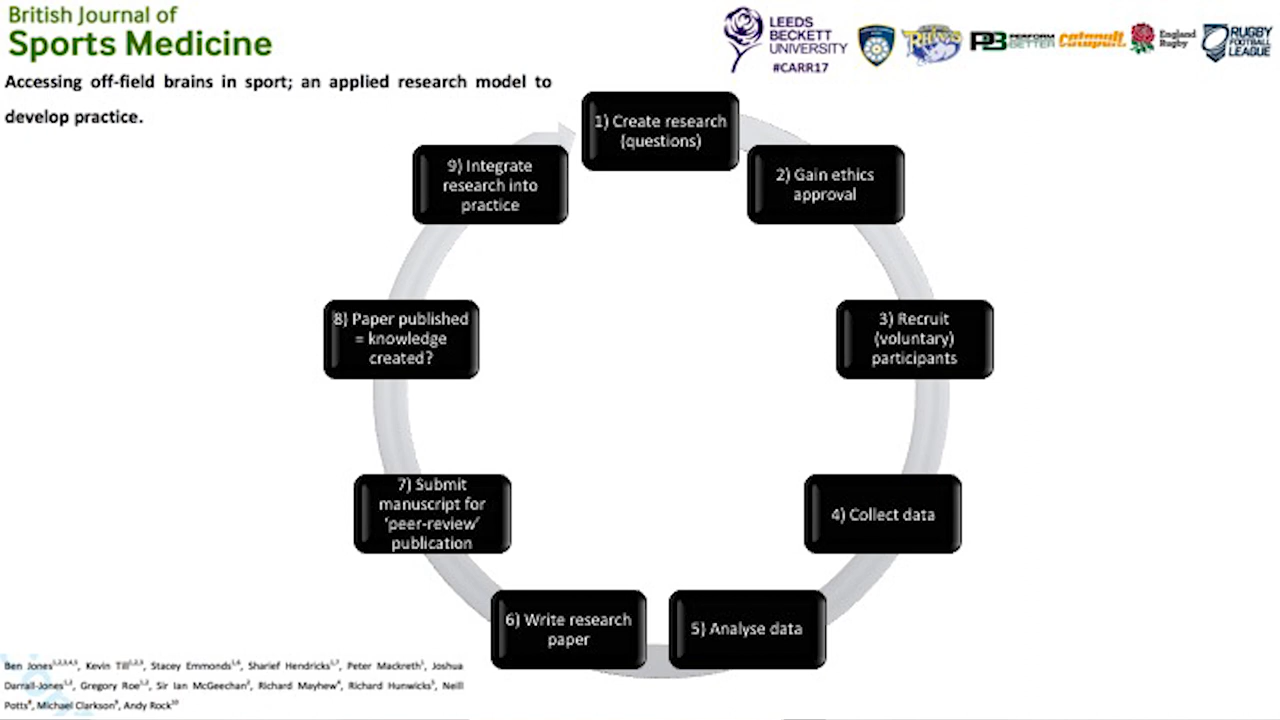 British Journal of
Sports Medicine
LEEDS
BECKETT
UNIVERSITY
#CARR17
RHINOS
PB PERFORM
BETTER
catapult
England
Rugby
RUGBY
FOOTBALL
LEAGUE
Accessing off-field brains in sport; an applied research model to
develop practice.
1) Create research
(questions)
2) Gain ethics
approval
3) Recruit
(voluntary)
participants
4) Collect data
5) Analyse data
6) Write research
paper
7) Submit
manuscript for
‘peer-review’
publication
8) Paper published
= knowledge
created?
9) Integrate
research into
practice
Ben Jones, Kevin Till, Stacey Emmonds, Sharief Hendricks, Peter Mackreth, Joshua
Darrall-Jones, Gregory Roe, Sir Ian McGeechan, Richard Mayhew, Richard Hunwicks, Neill
Potts, Michael Clarkson, Andy Rock